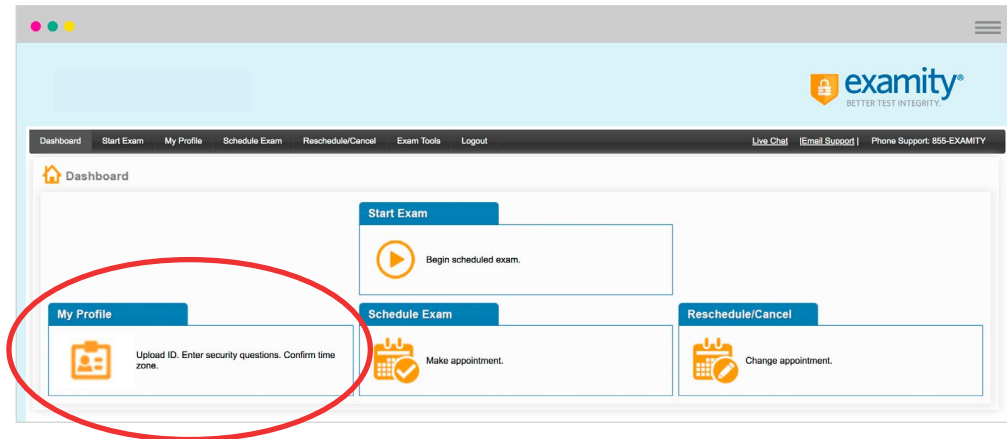 examity®
BETTER TEST INTEGRITY.
Dashboard Start Exam My Profile Schedule Exam Reschedule/Cancel Exam Tools Logout Live Chat |Email Support| Phone Support: 855-EXAMITY
Dashboard
Start Exam
Begin scheduled exam.
My Profile
Upload ID. Enter security questions. Confirm time
zone.
Schedule Exam
Make appointment.
Reschedule/Cancel
Change appointment.